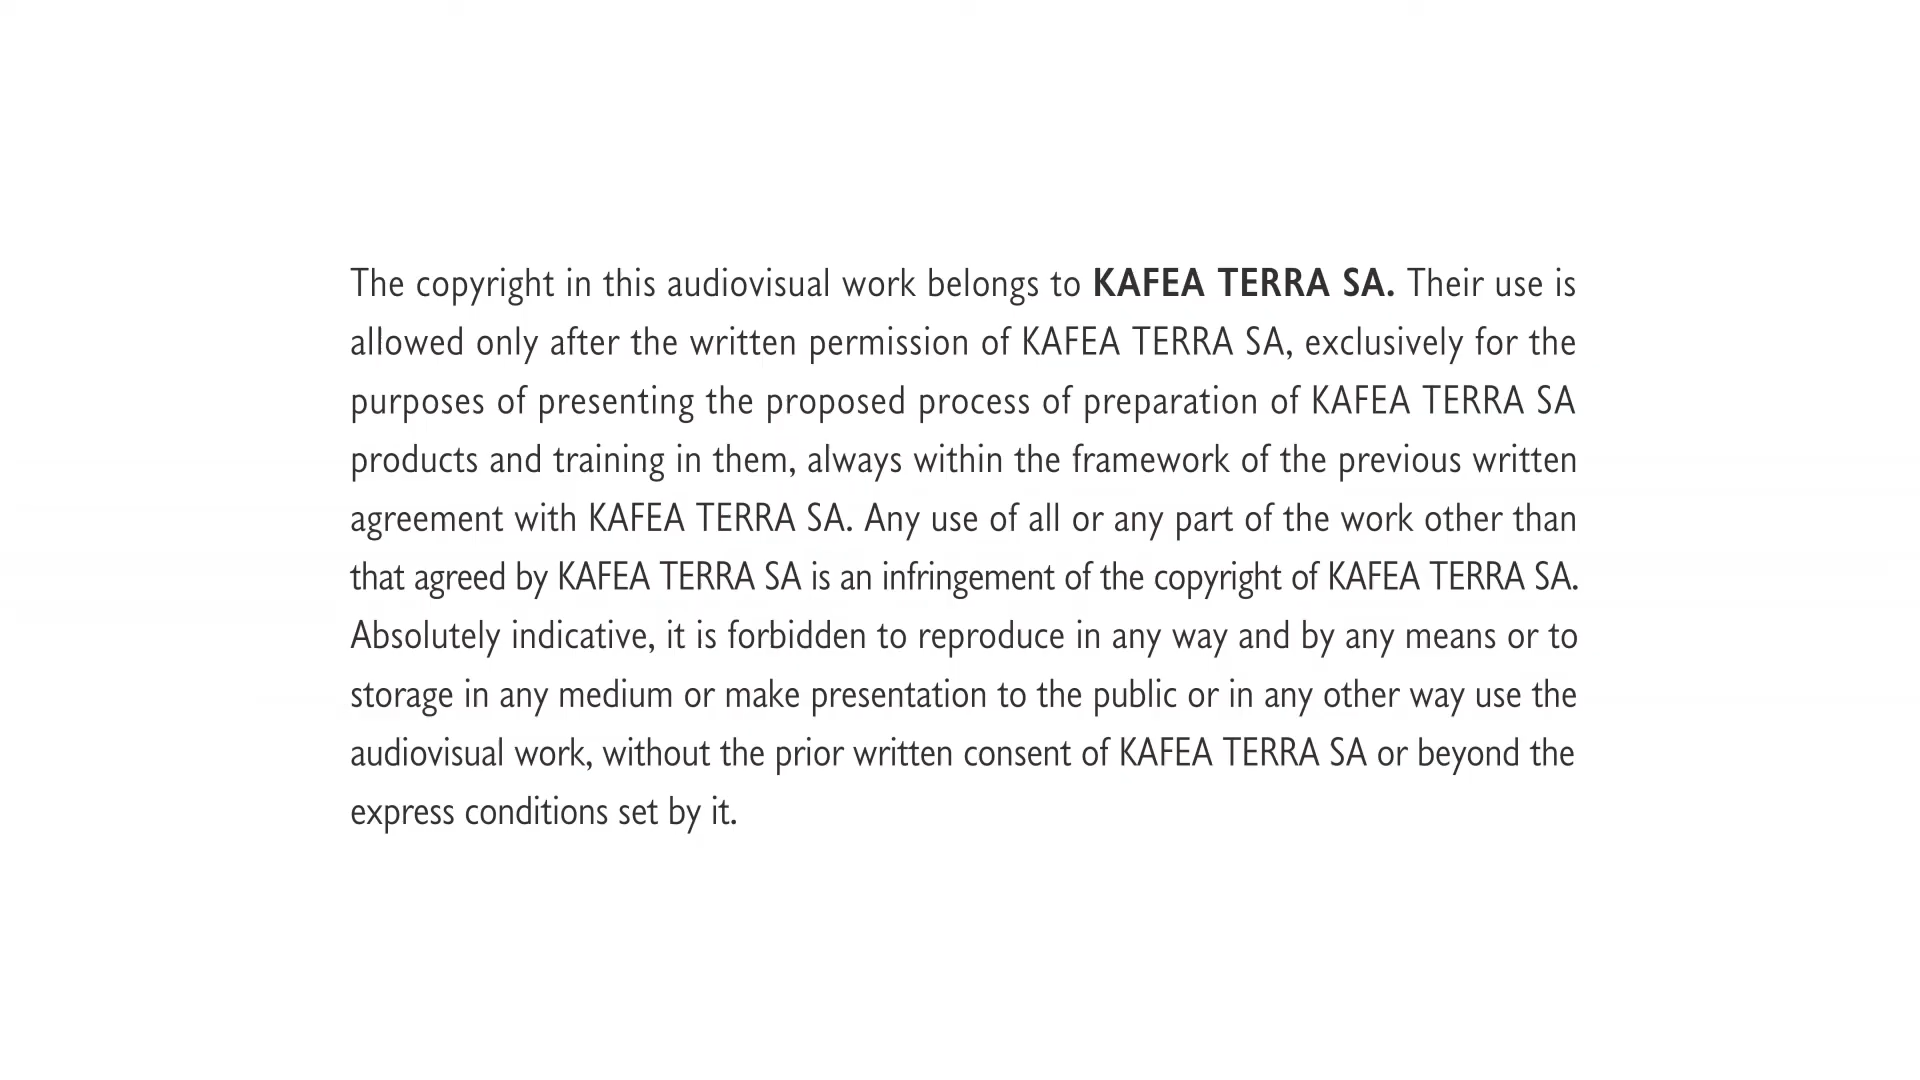 The copyright in this audiovisual work belongs to KAFEA TERRA SA. Their use is
allowed only after the written permission of KAFEA TERRA SA, exclusively for the
purposes of presenting the proposed process of preparation of KAFEA TERRA SA
products and training in them, always within the framework of the previous written
agreement with KAFEA TERRA SA. Any use of all or any part of the work other than
that agreed by KAFEA TERRA SA is an infringement of the copyright of KAFEA TERRA SA.
Absolutely indicative, it is forbidden to reproduce in any way and by any means or to
storage in any medium or make presentation to the public or in any other way use the
audiovisual work, without the prior written consent of KAFEA TERRA SA or beyond the
express conditions set by it.